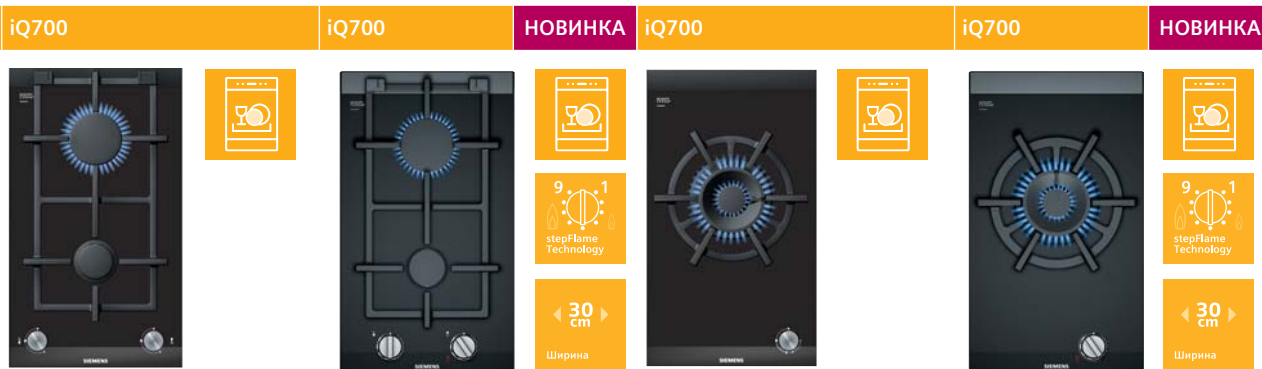 iQ700
iQ700
НОВИНКА
iQ700
iQ700
НОВИНКА
9 1
stepFlame
Technology
9 1
stepFlame
Technology
30
cm
Ширина
30
cm
Ширина
SIEMENS
SIEMENS
SIEMENS
SIEMENS